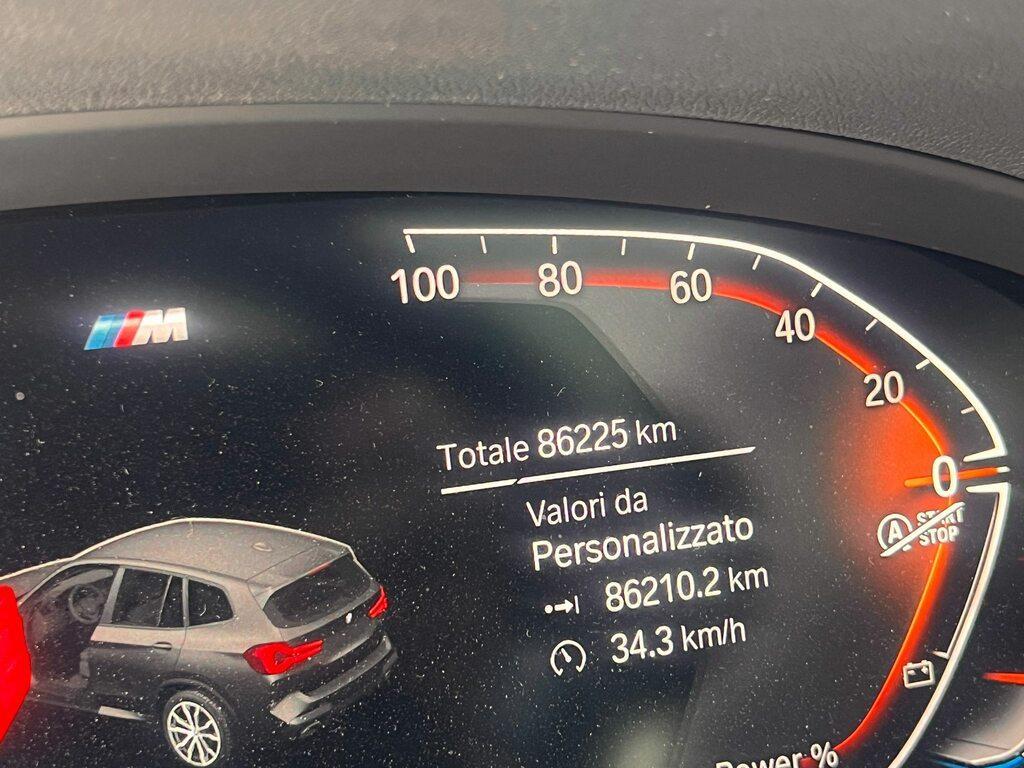 M
100
80
60
40
20
0
Totale 86225 km
Valori da
Personalizzato
86210.2 km
34.3 km/h
A START
STOP
Power %